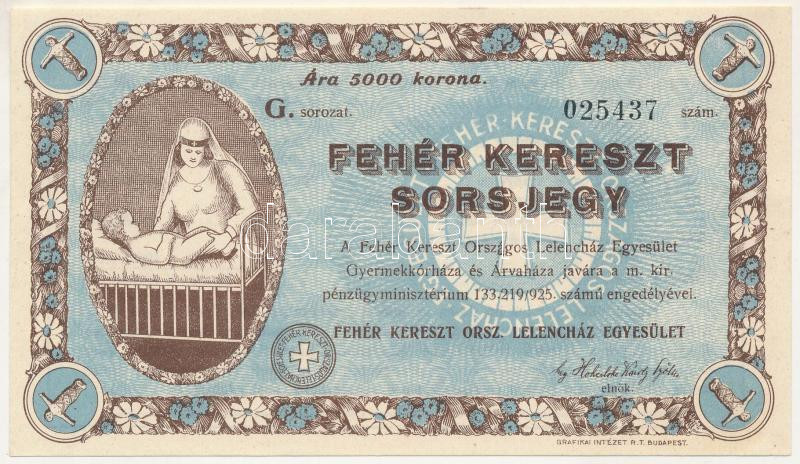 Ára 5000 korona.
G. sorozat. 025437 szám.
FEHÉR KERESZT
SORSJEGY
A Fehér Kereszt Országos Lelencház Egyesület
Gyermekkórháza és Árvaháza javára a m. kir.
pénzügyminisztérium 133.219/925. számú engedélyével.
FEHÉR KERESZT ORSZ. LELENCHÁZ EGYESÜLET
elnök.
GRAFIKAI INTÉZET R.T. BUDAPEST.